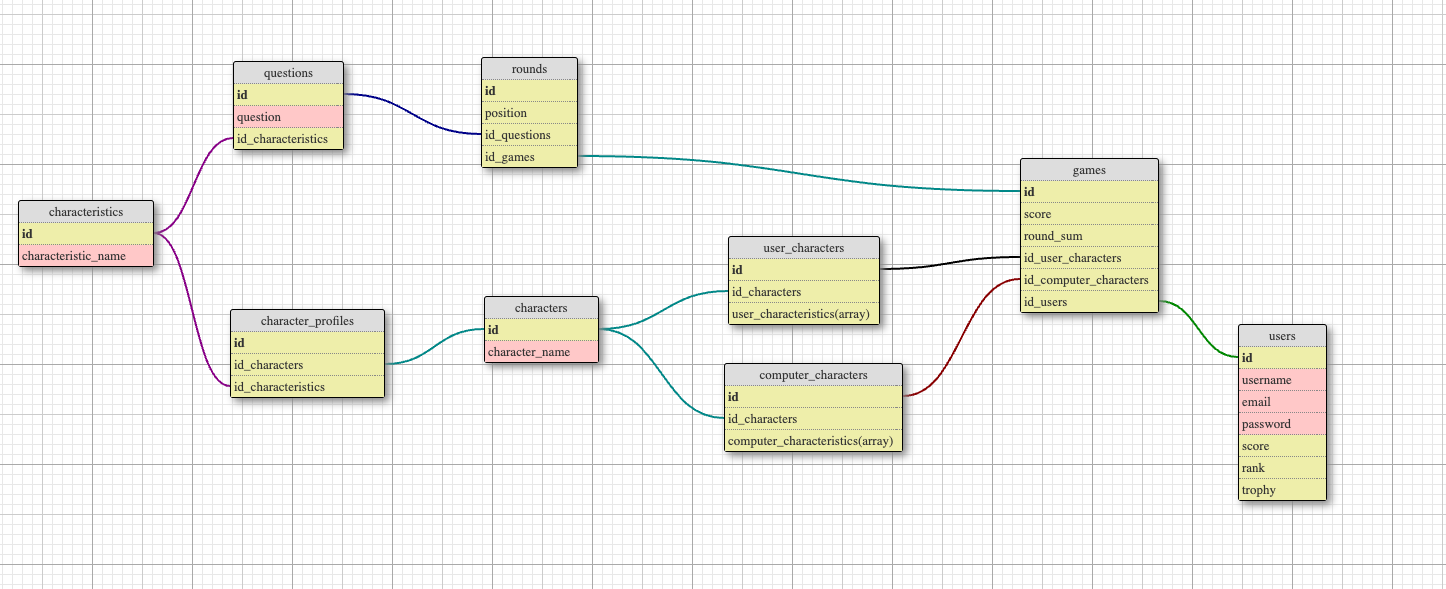 questions
id
question
id_characteristics
rounds
id
position
id_questions
id_games
characteristics
id
characteristic_name
character_profiles
id
id_characters
id_characteristics
characters
id
character_name
user_characters
id
id_characters
user_characteristics(array)
computer_characters
id
id_characters
computer_characteristics(array)
games
id
score
round_sum
id_user_characters
id_computer_characters
id_users
users
id
username
email
password
score
rank
trophy